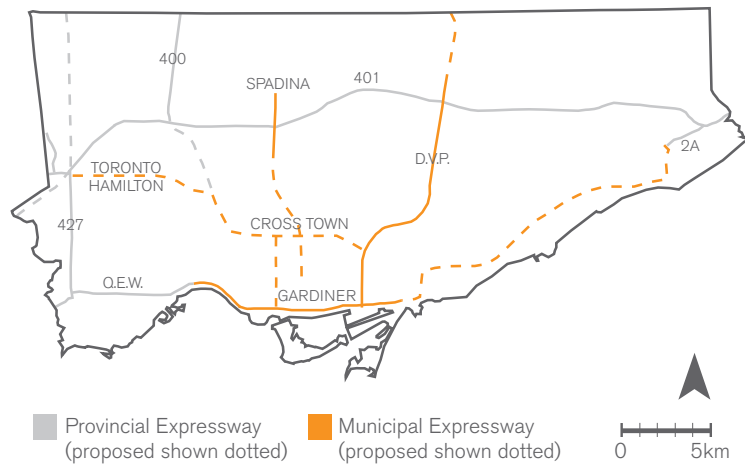 400
SPADINA
401
D.V.P.
2A
TORONTO
HAMILTON
427
CROSS TOWN
Q.E.W.
GARDINER
Provincial Expressway
(proposed shown dotted)
Municipal Expressway
(proposed shown dotted)
0 5km